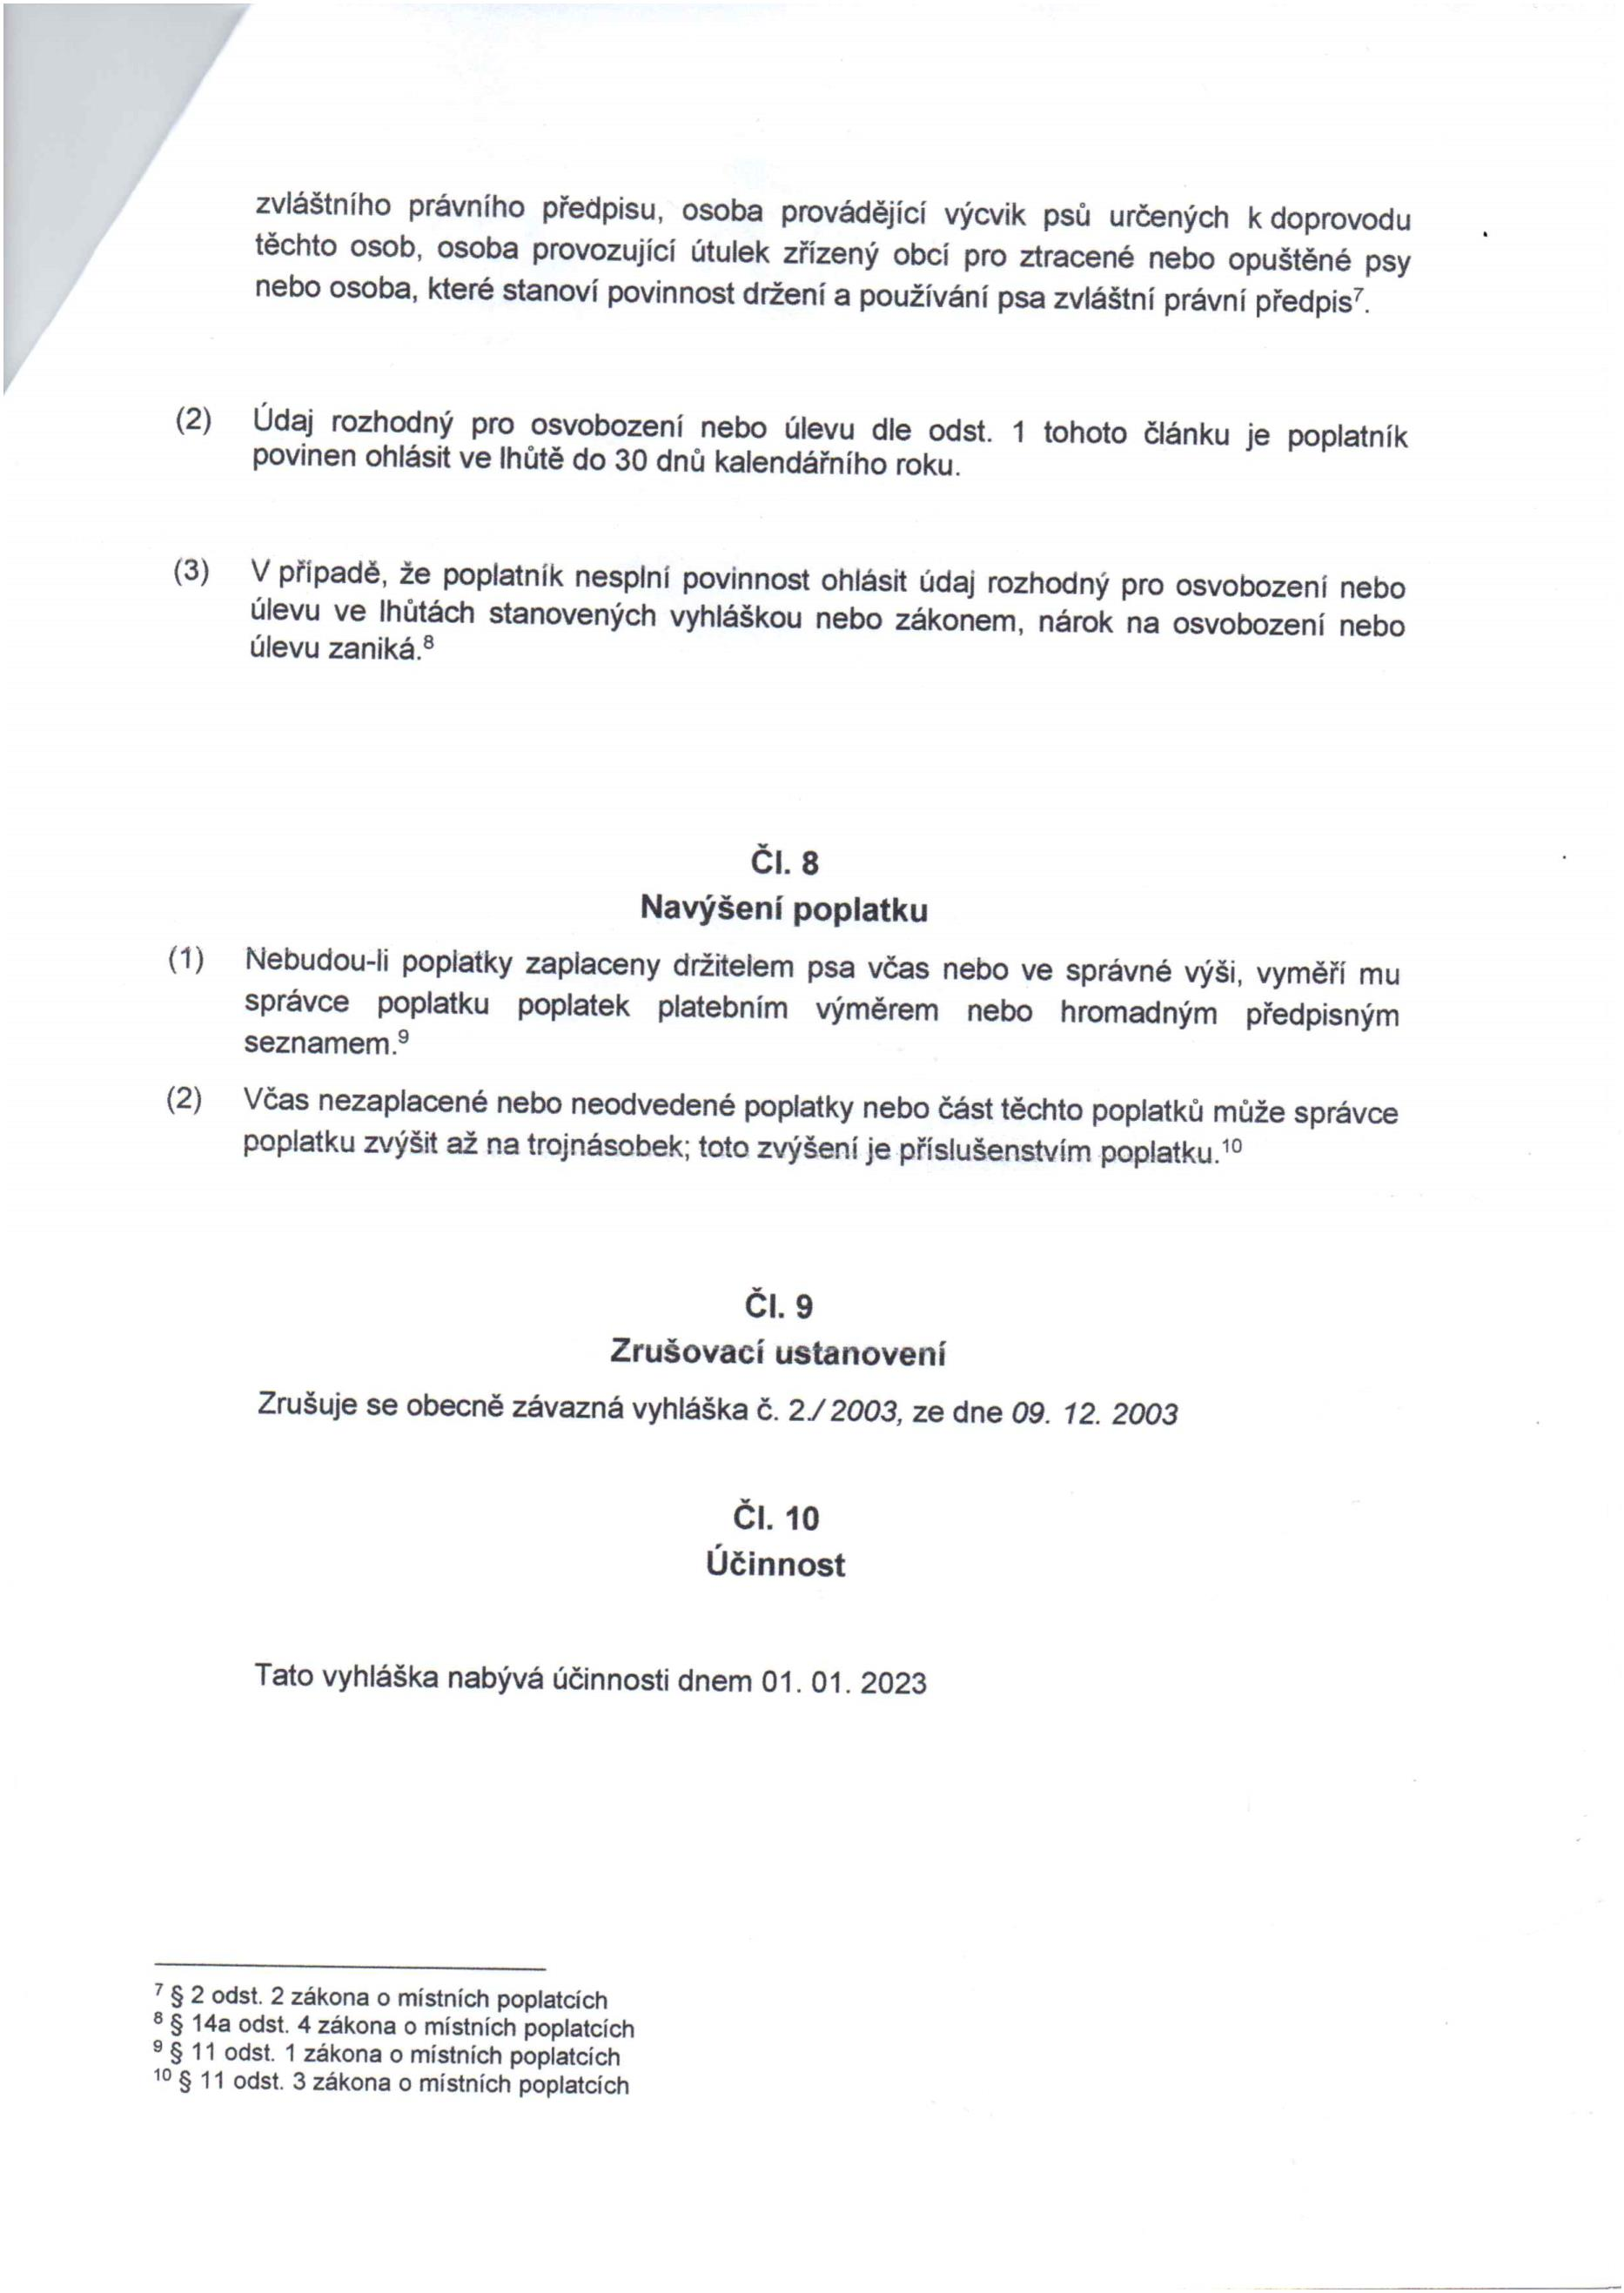 zvláštního právního předpisu, osoba provádějící výcvik psů určených k doprovodu
těchto osob, osoba provozující útulek zřízený obcí pro ztracené nebo opuštěné psy
nebo osoba, které stanoví povinnost držení a používání psa zvláštní právní předpis⁷.
(2) Údaj rozhodný pro osvobození nebo úlevu dle odst. 1 tohoto článku je poplatník
povinen ohlásit ve lhůtě do 30 dnů kalendářního roku.
(3) V případě, že poplatník nesplní povinnost ohlásit údaj rozhodný pro osvobození nebo
úlevu ve lhůtách stanovených vyhláškou nebo zákonem, nárok na osvobození nebo
úlevu zaniká.⁸
Čl. 8
Navýšení poplatku
(1) Nebudou-li poplatky zaplaceny držitelem psa včas nebo ve správné výši, vyměří mu
správce poplatku poplatek platebním výměrem nebo hromadným předpisným
seznamem.⁹
(2) Včas nezaplacené nebo neodvedené poplatky nebo část těchto poplatků může správce
poplatku zvýšit až na trojnásobek; toto zvýšení je příslušenstvím poplatku.¹⁰
Čl. 9
Zrušovací ustanovení
Zrušuje se obecně závazná vyhláška č. 2./ 2003, ze dne 09. 12. 2003
Čl. 10
Účinnost
Tato vyhláška nabývá účinnosti dnem 01. 01. 2023
⁷ § 2 odst. 2 zákona o místních poplatcích
⁸ § 14a odst. 4 zákona o místních poplatcích
⁹ § 11 odst. 1 zákona o místních poplatcích
¹⁰ § 11 odst. 3 zákona o místních poplatcích